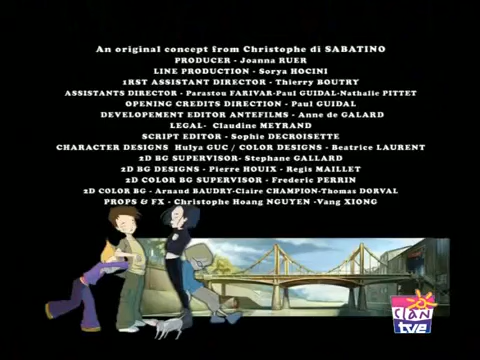 An original concept from Christophe di SABATINO
PRODUCER - Joanna RUER
LINE PRODUCTION - Sorya HOCINI
1RST ASSISTANT DIRECTOR - Thierry BOUTRY
ASSISTANTS DIRECTOR - Parastou FARIVAR-Paul GUIDAL-Nathalie PITTET
OPENING CREDITS DIRECTION - Paul GUIDAL
DEVELOPEMENT EDITOR ANTEFILMS - Anne de GALARD
LEGAL- Claudine MEYRAND
SCRIPT EDITOR - Sophie DECROISETTE
CHARACTER DESIGNS Hulya GUC / COLOR DESIGNS - Beatrice LAURENT
2D BG SUPERVISOR- Stephane GALLARD
2D BG DESIGNS - Pierre HOUIX - Regis MAILLET
2D COLOR BG SUPERVISOR - Frederic PERRIN
2D COLOR BG - Arnaud BAUDRY-Claire CHAMPION-Thomas DORVAL
PROPS & FX - Christophe Hoang NGUYEN -Vang XIONG
CLAN
tve